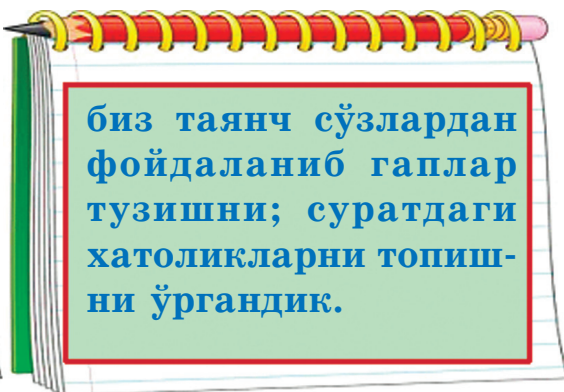 биз таянч сўзлардан
фойдаланиб гаплар
тузишни; суратдаги
хатоликларни топиш-
ни ўргандик.